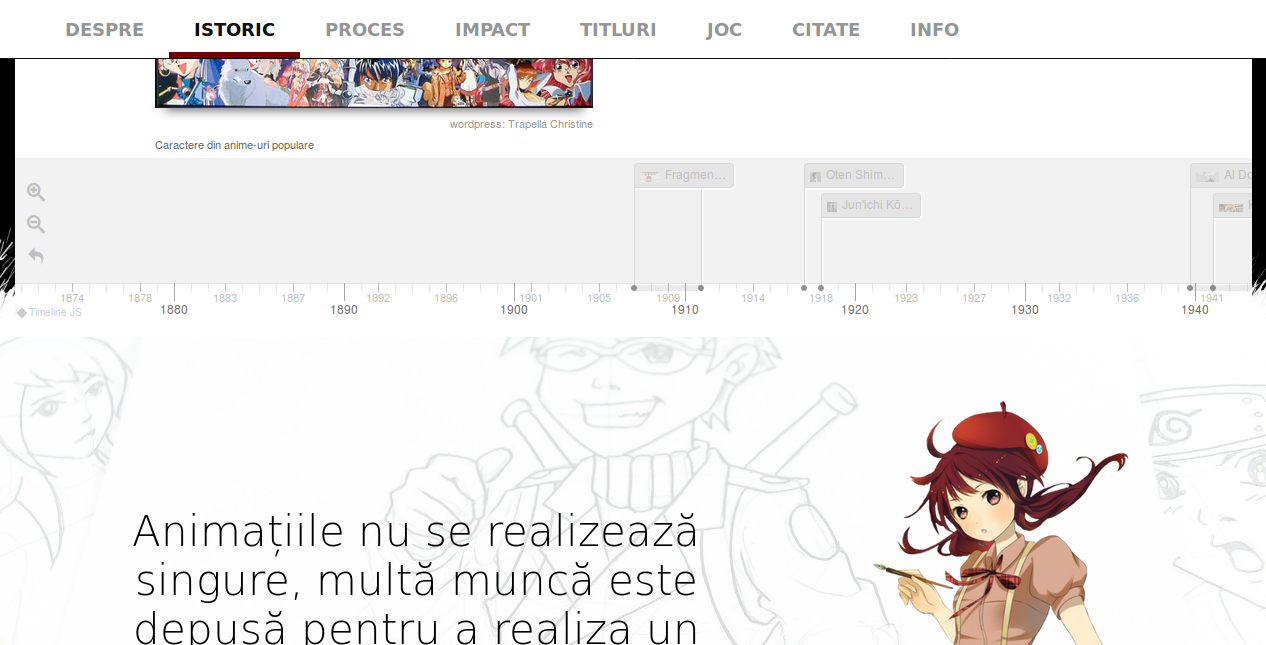 DESPRE ISTORIC PROCES IMPACT TITLURI JOC CITATE INFO
wordpress: Trapella Christine
Caractere din anime-uri populare
Fragmen... Oten Shim... Al Do
Jun'ichi Kō...
1874 1878 1883 1887 1892 1896 1901 1905 1909 1914 1918 1923 1927 1932 1936 1941
Timeline JS 1880 1890 1900 1910 1920 1930 1940
Animațiile nu se realizează
singure, multă muncă este
depusă pentru a realiza un